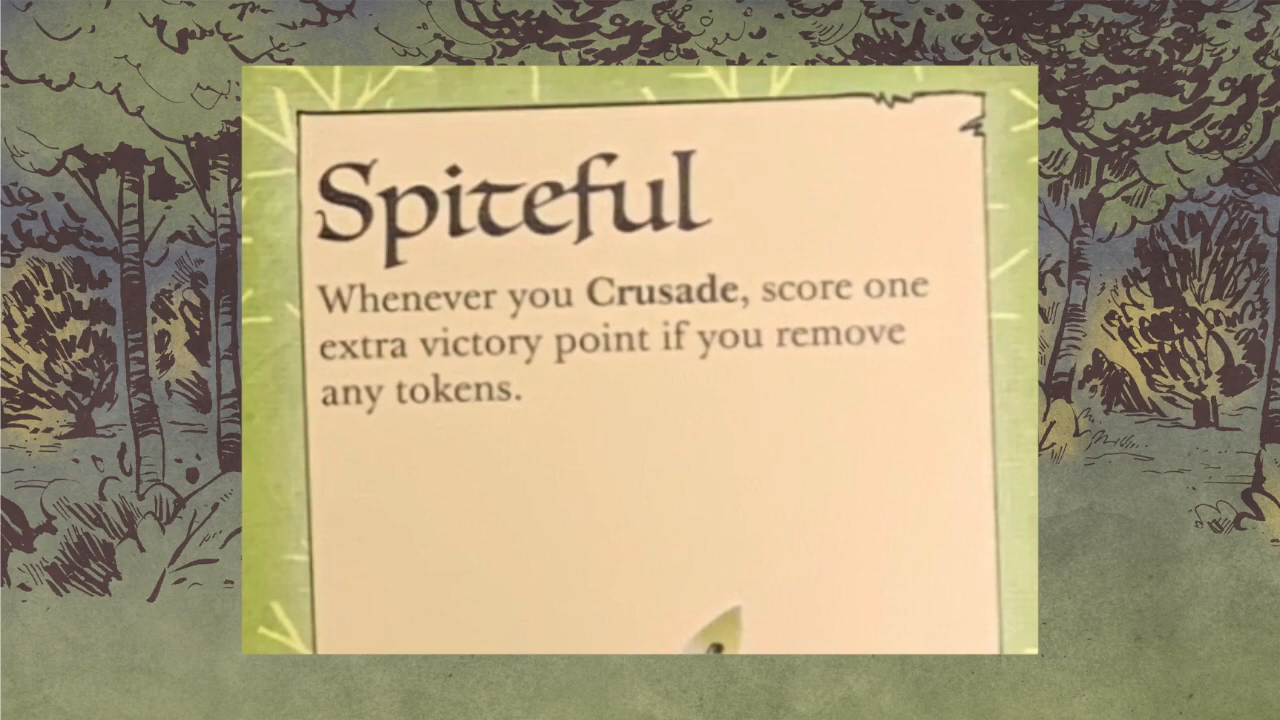 Spiteful
Whenever you Crusade, score one
extra victory point if you remove
any tokens.